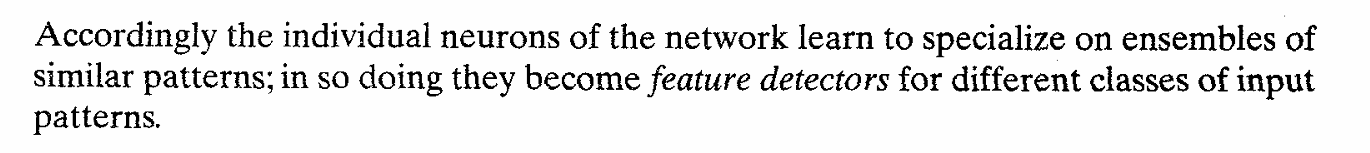 Accordingly the individual neurons of the network learn to specialize on ensembles of
similar patterns; in so doing they become feature detectors for different classes of input
patterns.